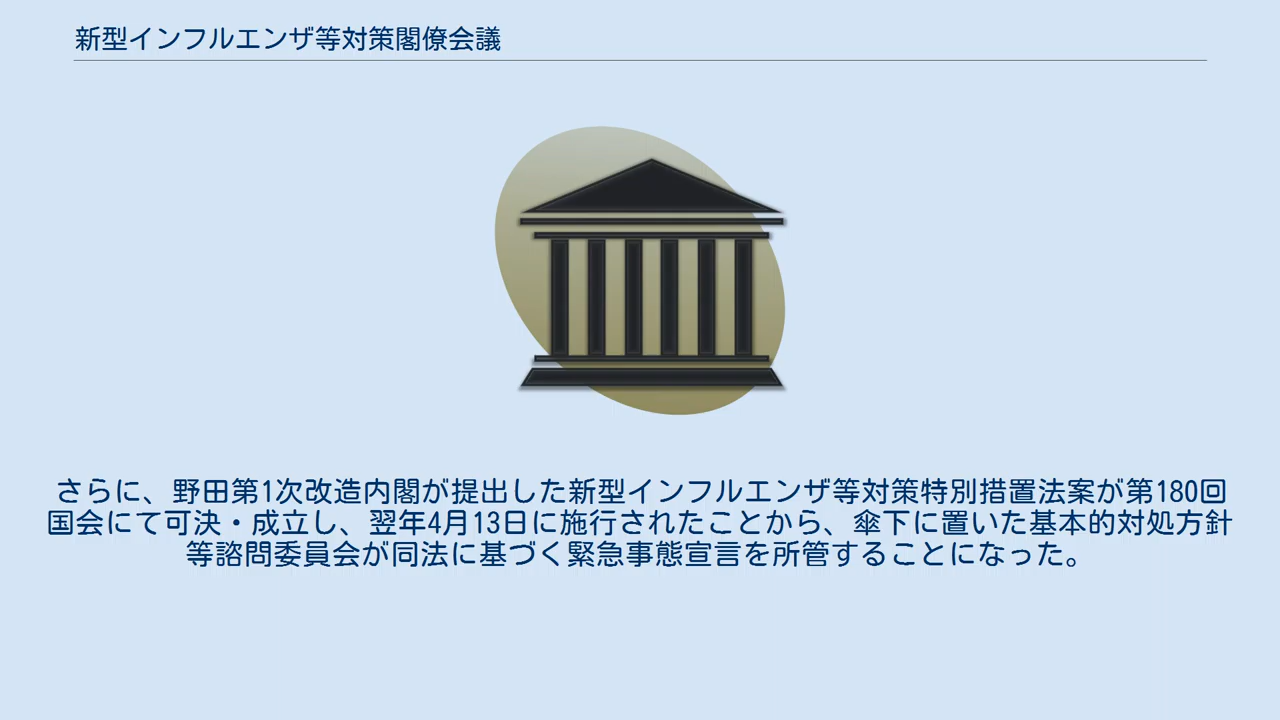 新型インフルエンザ等対策閣僚会議
さらに、野田第1次改造内閣が提出した新型インフルエンザ等対策特別措置法案が第180回
国会にて可決・成立し、翌年4月13日に施行されたことから、傘下に置いた基本的対処方針
等諮問委員会が同法に基づく緊急事態宣言を所管することになった。